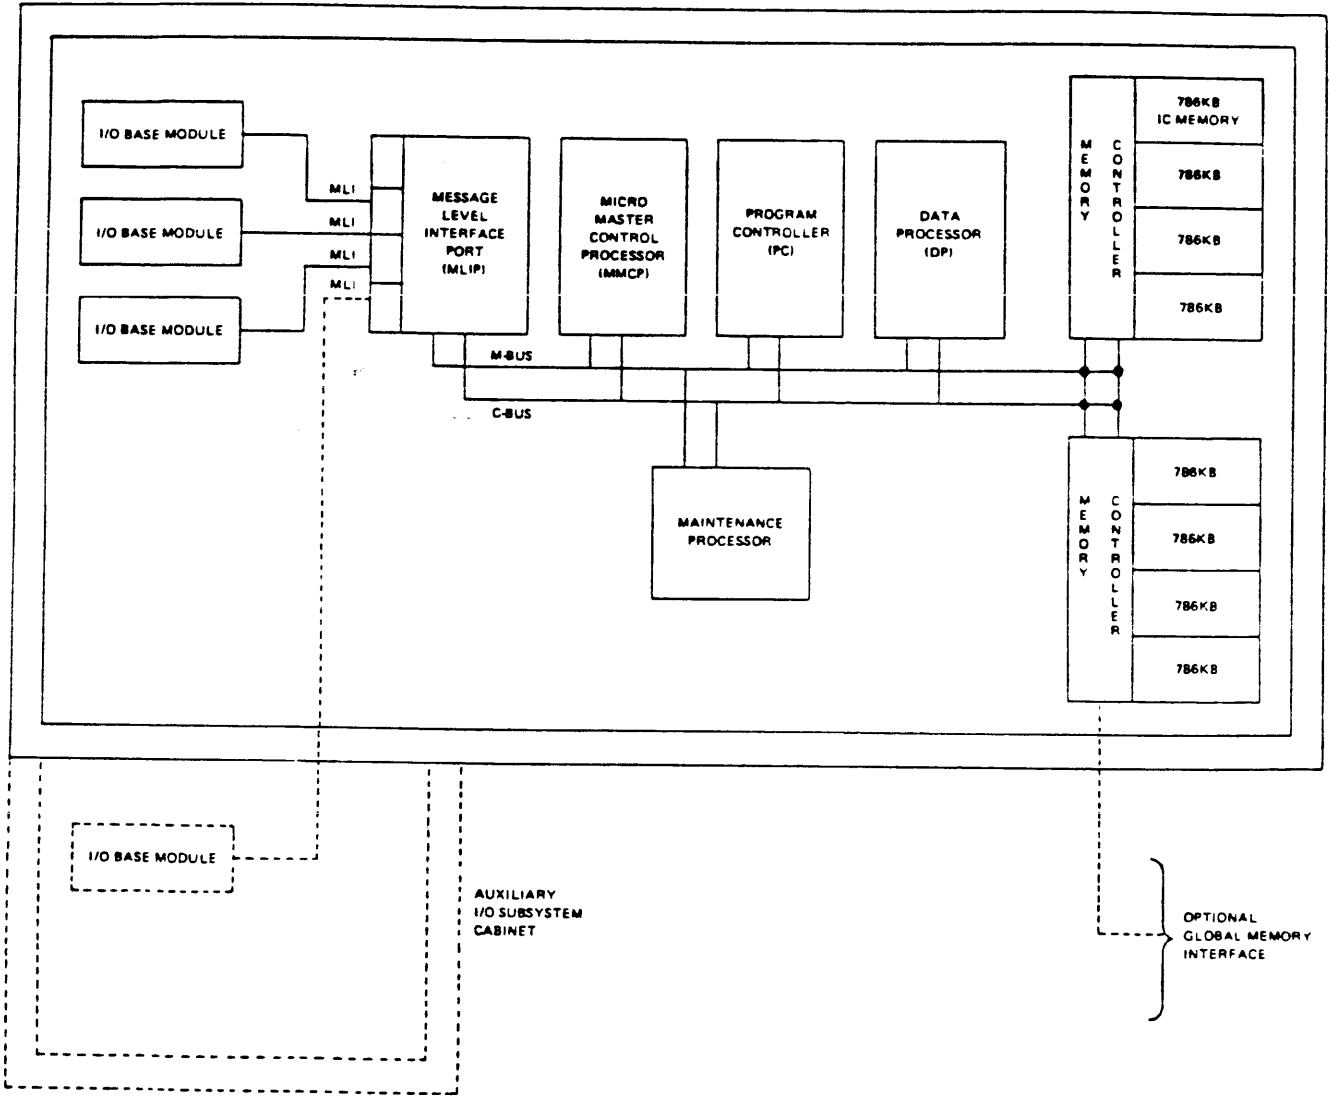 I/O BASE MODULE
I/O BASE MODULE
I/O BASE MODULE
MLI
MLI
MLI
MLI
MESSAGE
LEVEL
INTERFACE
PORT
(MLIP)
MICRO
MASTER
CONTROL
PROCESSOR
(MMCP)
PROGRAM
CONTROLLER
(PC)
DATA
PROCESSOR
(DP)
MEMORY
CONTROLLER
786KB
IC MEMORY
786KB
786KB
786KB
M-BUS
C-BUS
MAINTENANCE
PROCESSOR
MEMORY
CONTROLLER
786KB
786KB
786KB
786KB
I/O BASE MODULE
AUXILIARY
I/O SUBSYSTEM
CABINET
OPTIONAL
GLOBAL MEMORY
INTERFACE